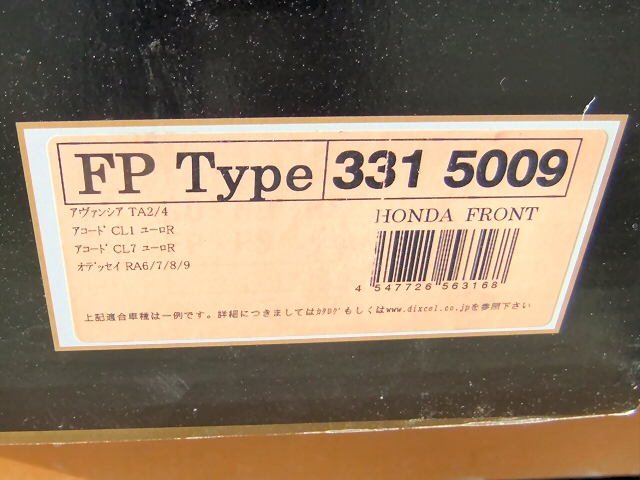 FP Type 331 5009
アヴァンシア TA2/4
アコード CL1 ユーロR
アコード CL7 ユーロR
オデッセイ RA6/7/8/9
HONDA FRONT
4 547726 563168
上記適合車種は一例です。詳細につきましてはカタログもしくはwww.dixcel.co.jpを参照下さい